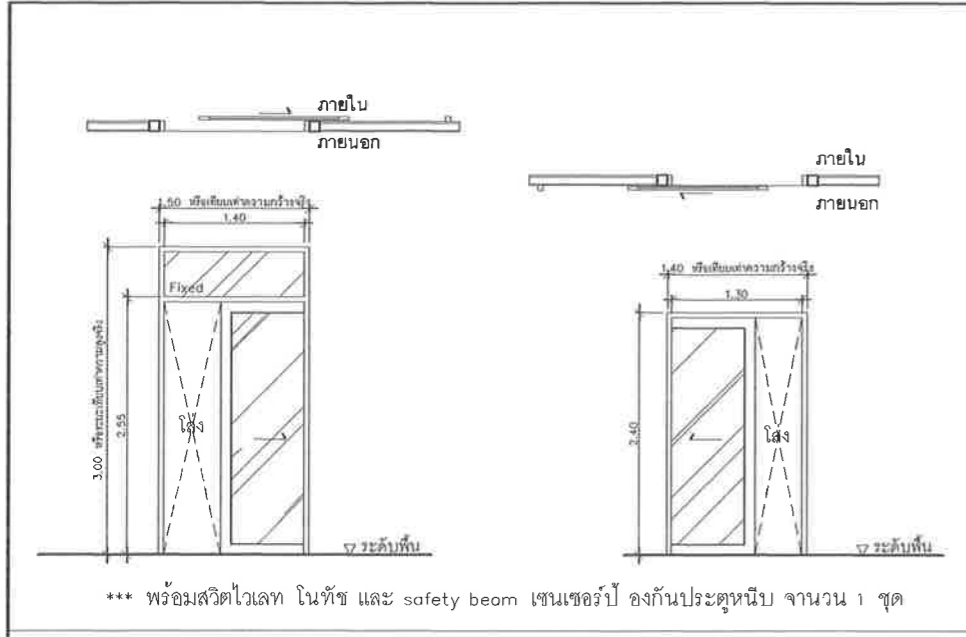 ภายใน
ภายนอก
ภายใน
ภายนอก
1.50 หรือเทียบเท่าความกว้างจริง
1.40
Fixed
3.00 หรือระยะเทียบเท่าความสูงจริง
2.55
โล่ง
ระดับพื้น
1.40 หรือเทียบเท่าความกว้างจริง
1.30
2.40
โล่ง
ระดับพื้น
*** พร้อมสวิตไวเลท โนทัช และ safety beam เซนเซอร์ป้ องกันประตูหนีบ จานวน 1 ชุด